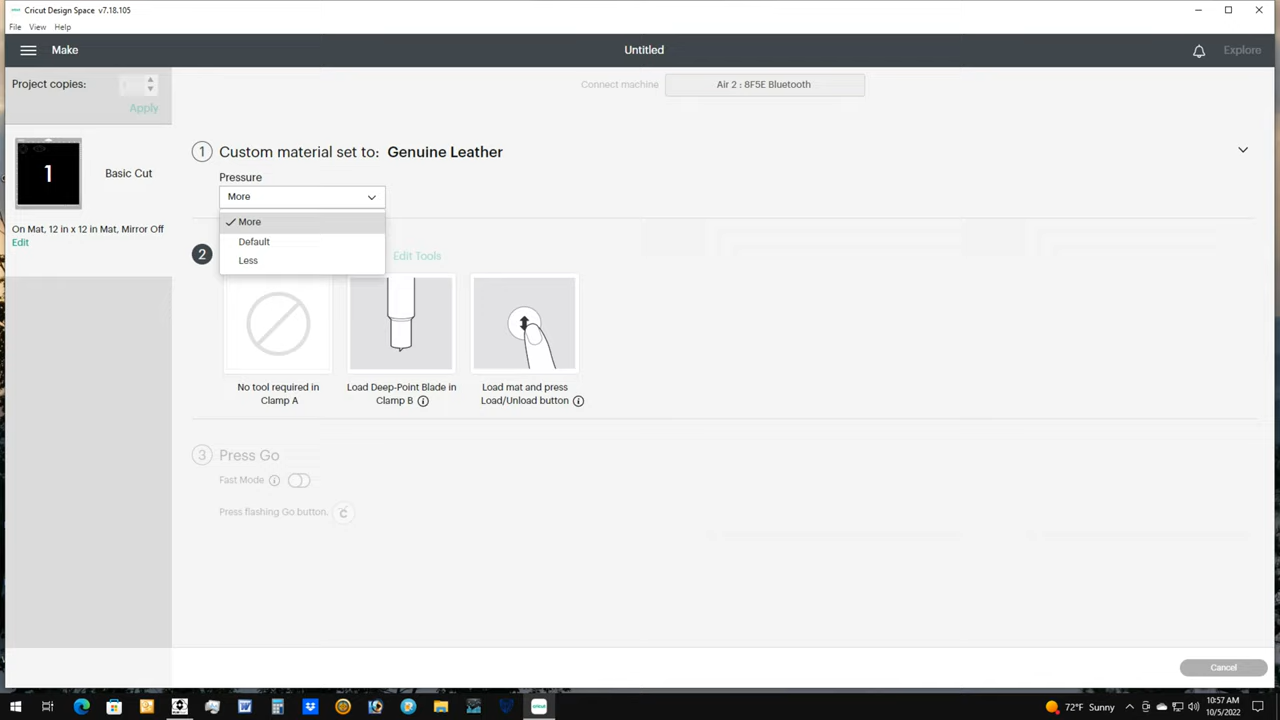 Cricut Design Space v7.18.105
File View Help
Make
Untitled
Explore
Project copies:
Apply
Connect machine
Air 2 : 8F5E Bluetooth
1
Basic Cut
On Mat, 12 in x 12 in Mat, Mirror Off
Edit
1 Custom material set to: Genuine Leather
Pressure
More
More
Default
Less
2
Edit Tools
No tool required in
Clamp A
Load Deep-Point Blade in
Clamp B
Load mat and press
Load/Unload button
3 Press Go
Fast Mode
Press flashing Go button.
Cancel
72°F Sunny
10:57 AM
10/5/2022